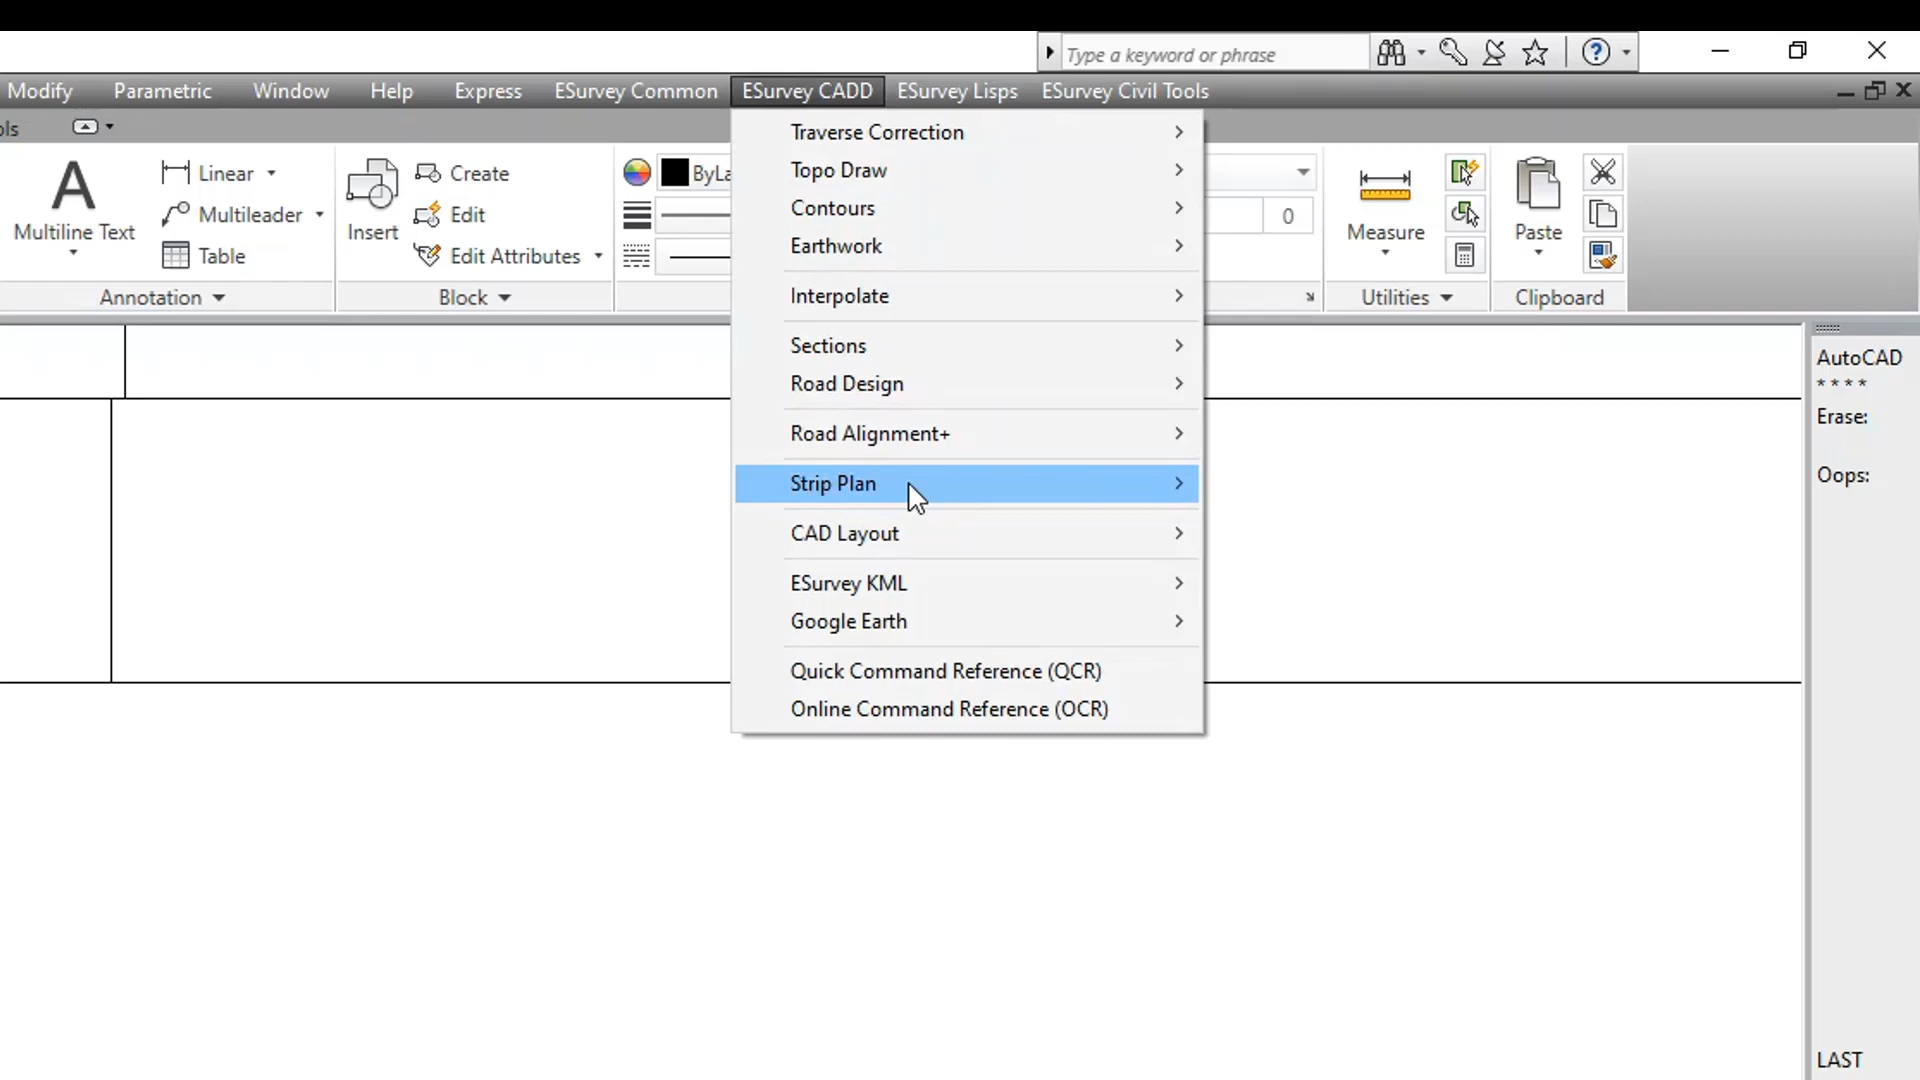 Type a keyword or phrase
Modify Parametric Window Help Express ESurvey Common ESurvey CADD ESurvey Lisps ESurvey Civil Tools
Multiline Text
Linear
Multileader
Table
Annotation
Insert
Create
Edit
Edit Attributes
Block
0
Measure
Utilities
Paste
Clipboard
Traverse Correction
Topo Draw
Contours
Earthwork
Interpolate
Sections
Road Design
Road Alignment+
Strip Plan
CAD Layout
ESurvey KML
Google Earth
Quick Command Reference (QCR)
Online Command Reference (OCR)
AutoCAD
* * * *
Erase:
Oops:
LAST